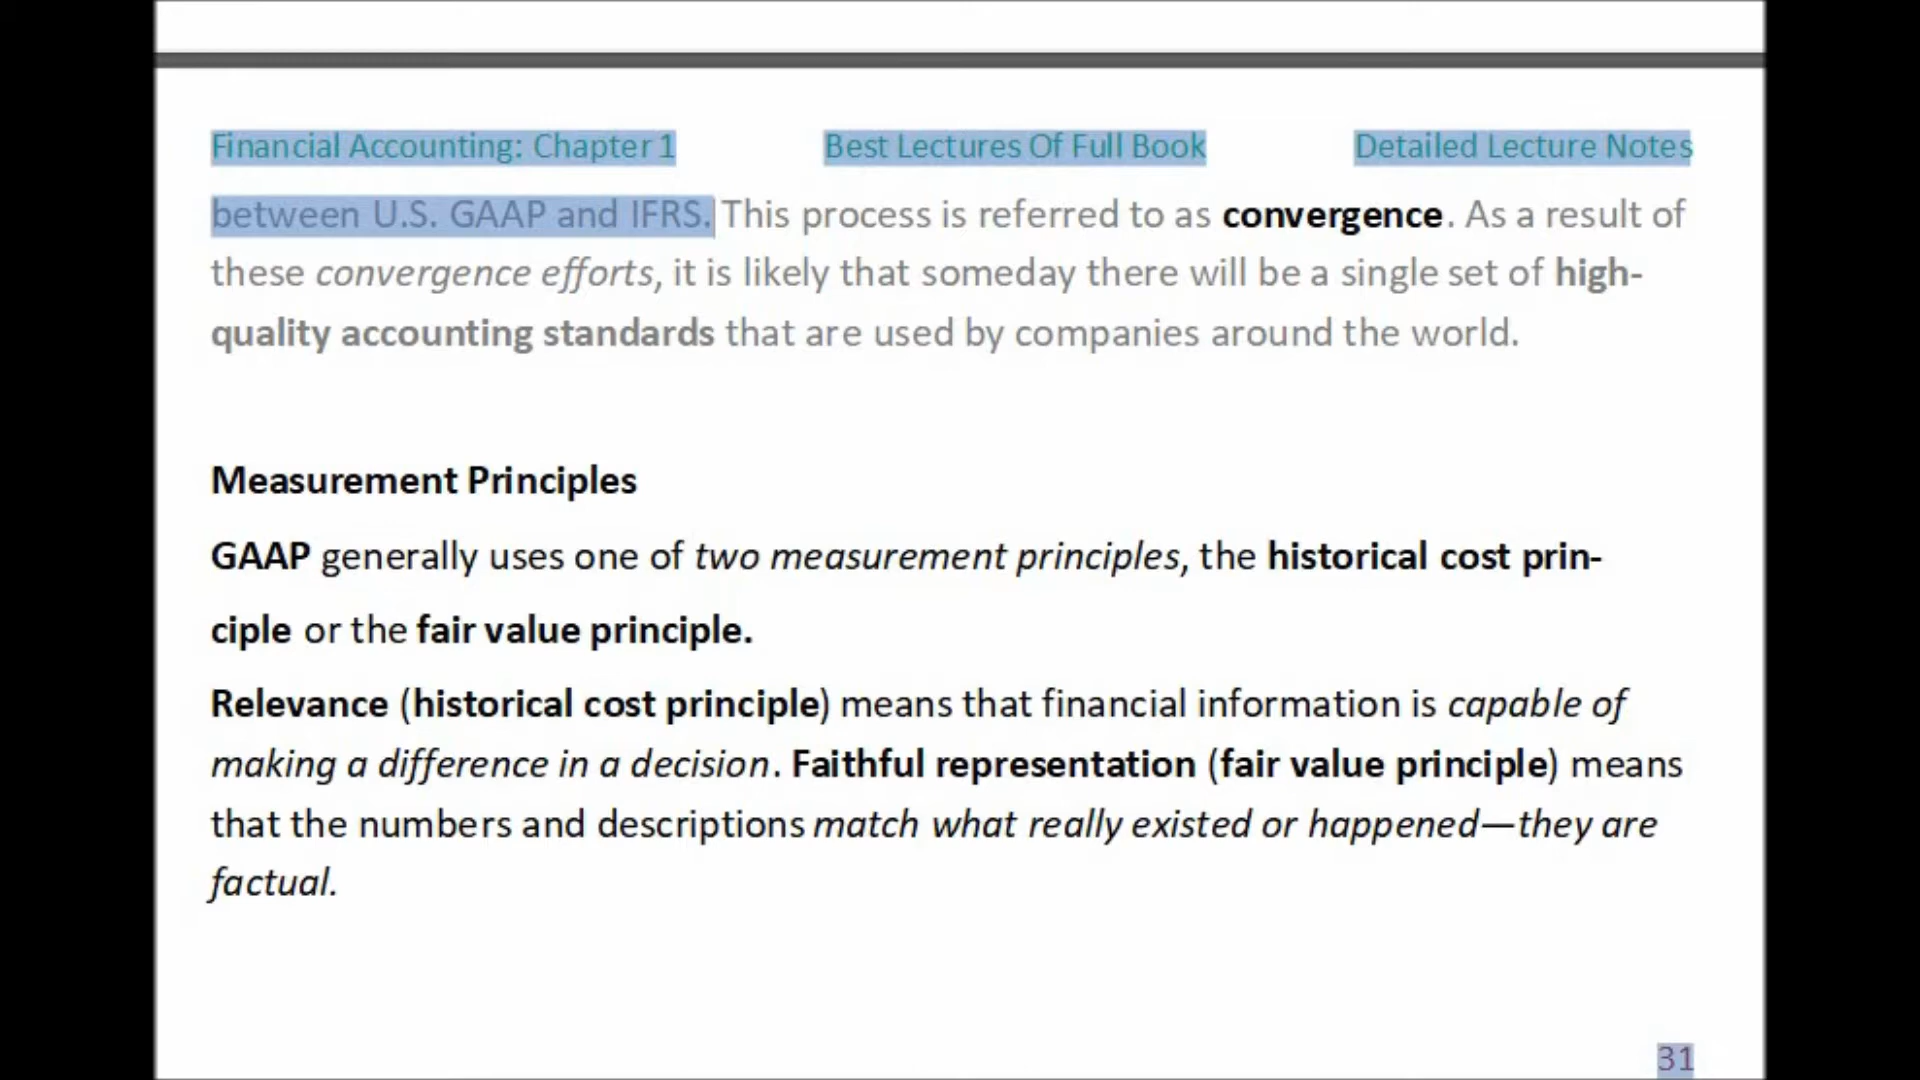 Financial Accounting: Chapter 1 Best Lectures Of Full Book Detailed Lecture Notes
between U.S. GAAP and IFRS. This process is referred to as convergence. As a result of
these convergence efforts, it is likely that someday there will be a single set of high-
quality accounting standards that are used by companies around the world.
Measurement Principles
GAAP generally uses one of two measurement principles, the historical cost prin-
ciple or the fair value principle.
Relevance (historical cost principle) means that financial information is capable of
making a difference in a decision. Faithful representation (fair value principle) means
that the numbers and descriptions match what really existed or happened—they are
factual.
31